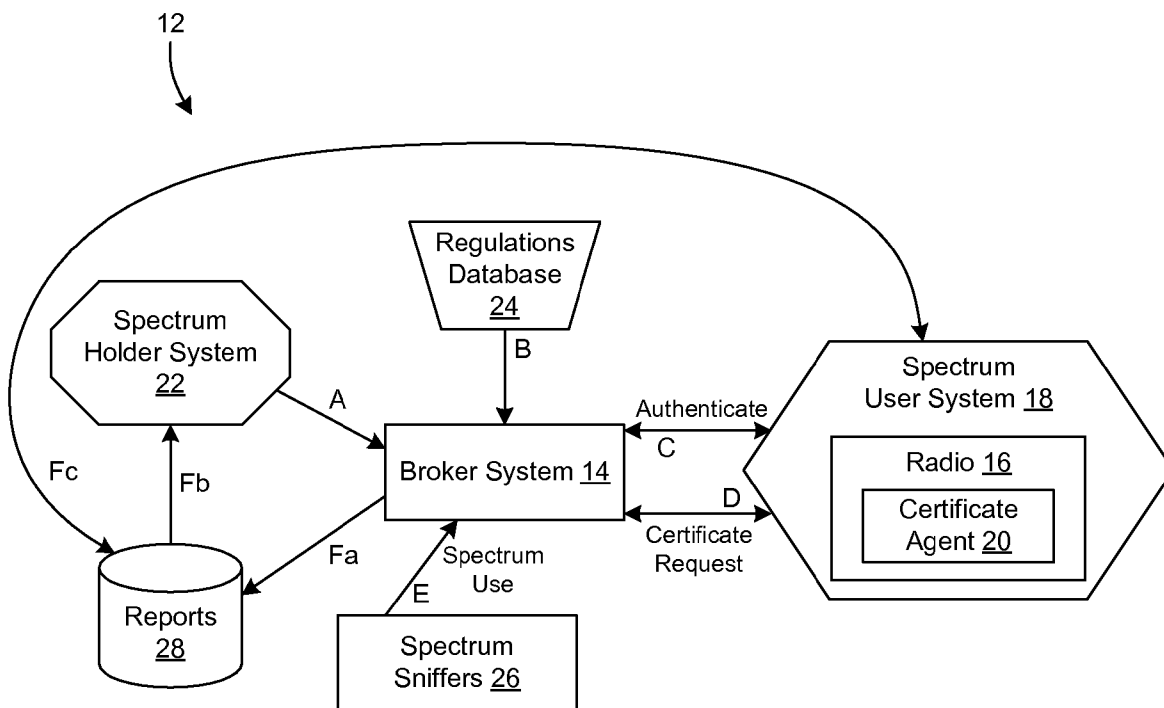 12
Regulations
Database
24
B
Spectrum
Holder System
22
A
Spectrum
User System 18
Authenticate
C
Broker System 14
Radio 16
Certificate
Agent 20
D
Certificate
Request
Fc
Fb
Fa
Spectrum
Use
E
Reports
28
Spectrum
Sniffers 26